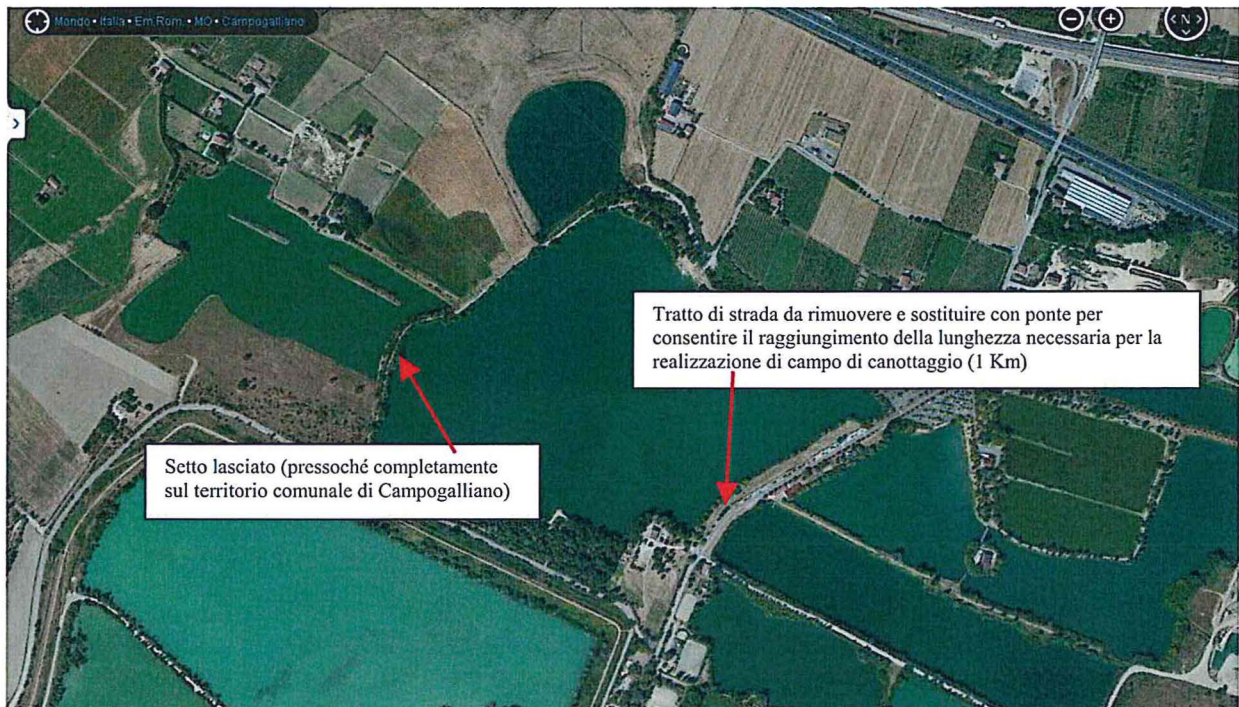 Mondo • Italia • Em.Rom. • MO • Campogalliano
N
Tratto di strada da rimuovere e sostituire con ponte per
consentire il raggiungimento della lunghezza necessaria per la
realizzazione di campo di canottaggio (1 Km)
Setto lasciato (pressoché completamente
sul territorio comunale di Campogalliano)